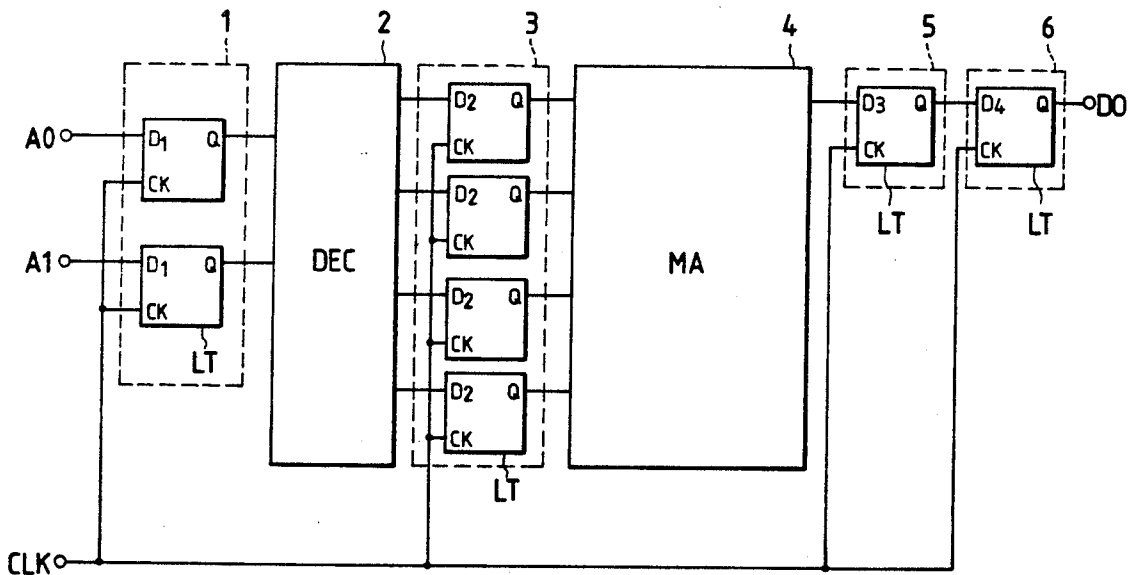 1 2 3 4 5 6
A0 D1 Q CK
A1 D1 Q CK
LT
DEC
D2 Q CK
D2 Q CK
D2 Q CK
D2 Q CK
LT
MA
D3 Q CK
LT
D4 Q CK
LT
DO
CLK